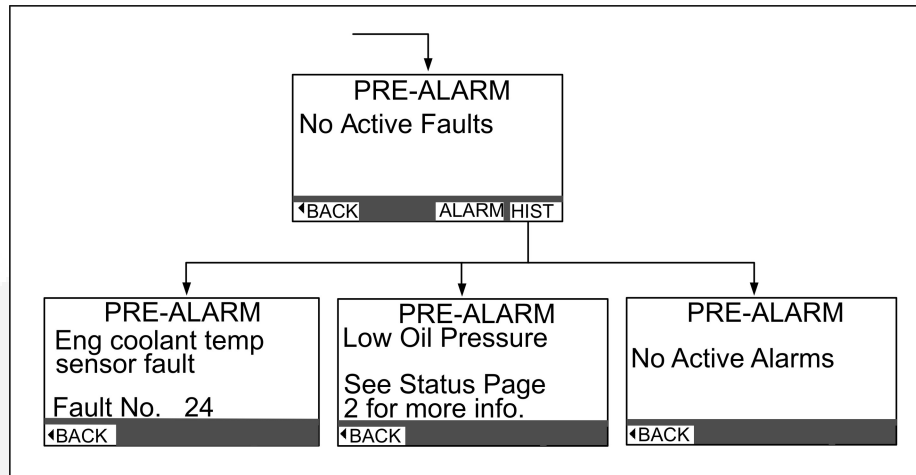 PRE-ALARM
No Active Faults
◀BACK ALARM HIST
PRE-ALARM
Eng coolant temp
sensor fault
Fault No. 24
◀BACK
PRE-ALARM
Low Oil Pressure
See Status Page
2 for more info.
◀BACK
PRE-ALARM
No Active Alarms
◀BACK